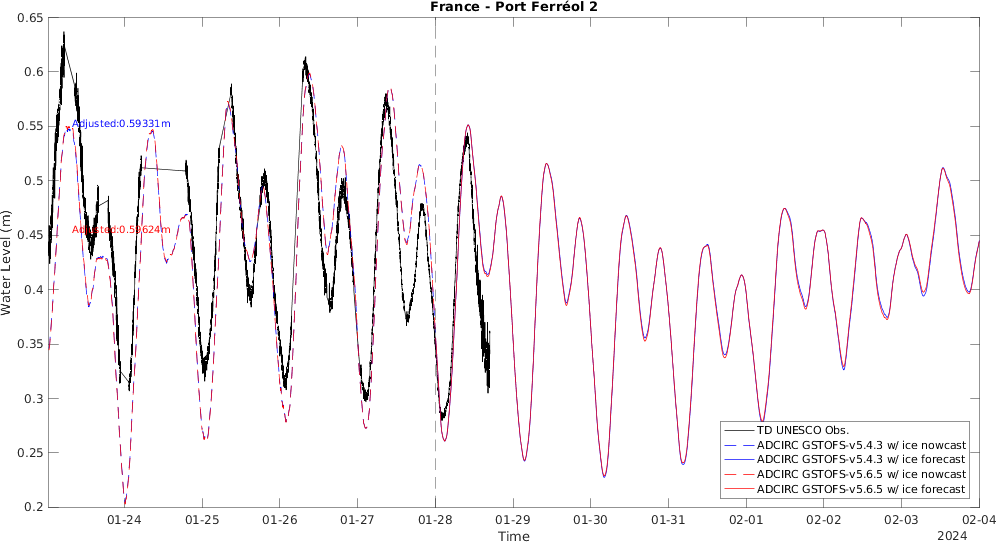 France - Port Ferréol 2
0.65
0.6
0.55
0.5
0.45
0.4
0.35
0.3
0.25
0.2
Water Level (m)
Adjusted:0.59331m
Adjusted:0.59624m
TD UNESCO Obs.
ADCIRC GSTOFS-v5.4.3 w/ ice nowcast
ADCIRC GSTOFS-v5.4.3 w/ ice forecast
ADCIRC GSTOFS-v5.6.5 w/ ice nowcast
ADCIRC GSTOFS-v5.6.5 w/ ice forecast
01-24 01-25 01-26 01-27 01-28 01-29 01-30 01-31 02-01 02-02 02-03 02-04
Time
2024